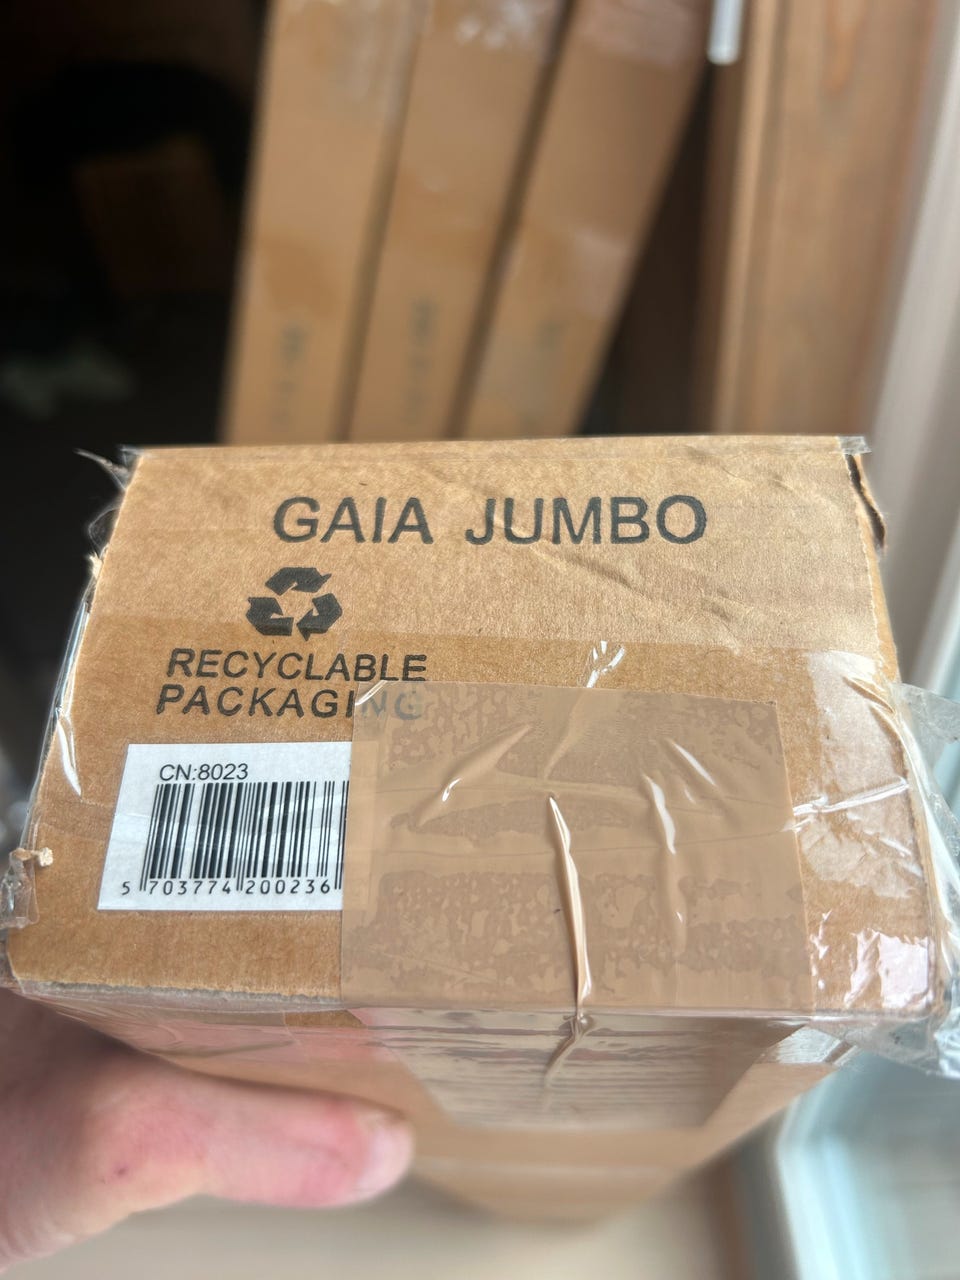 GAIA JUMBO
RECYCLABLE
PACKAGING
CN:8023
5 703774 200236